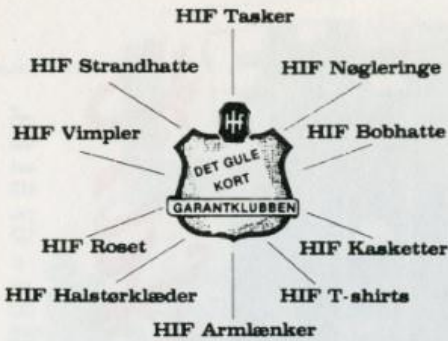 HIF Tasker
HIF Strandhatte
HIF Nøgleringe
Hif
HIF Vimpler
HIF Bobhatte
DET GULE
KORT
GARANTKLUBBEN
HIF Roset
HIF Kasketter
HIF Halstørklæder
HIF T-shirts
HIF Armlænker